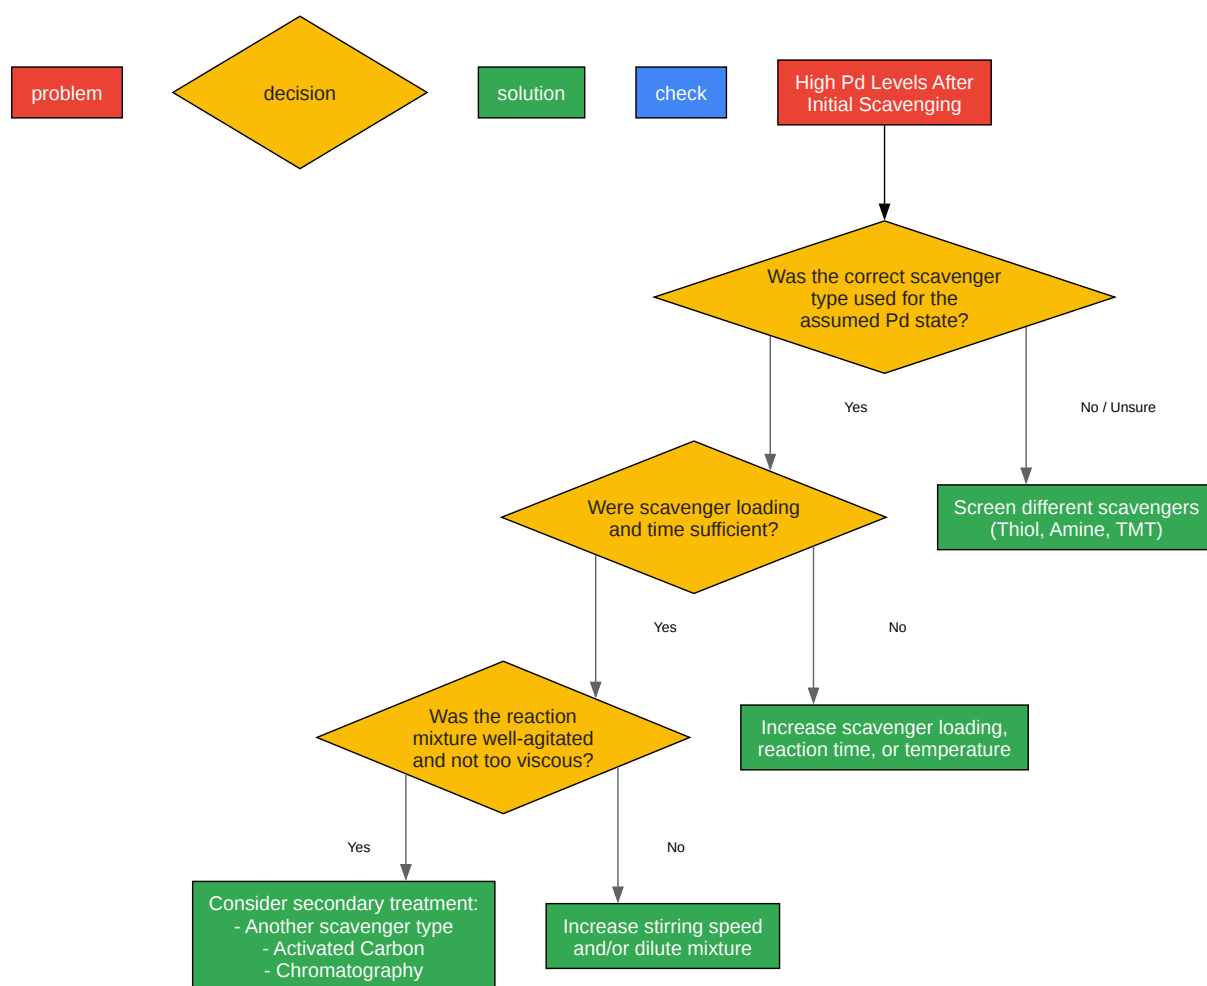 problem
decision
solution
check
High Pd Levels After
Initial Scavenging
Was the correct scavenger
type used for the
assumed Pd state?
Yes
No / Unsure
Were scavenger loading
and time sufficient?
Screen different scavengers
(Thiol, Amine, TMT)
Yes
No
Was the reaction
mixture well-agitated
and not too viscous?
Increase scavenger loading,
reaction time, or temperature
Yes
No
Consider secondary treatment:
- Another scavenger type
- Activated Carbon
- Chromatography
Increase stirring speed
and/or dilute mixture